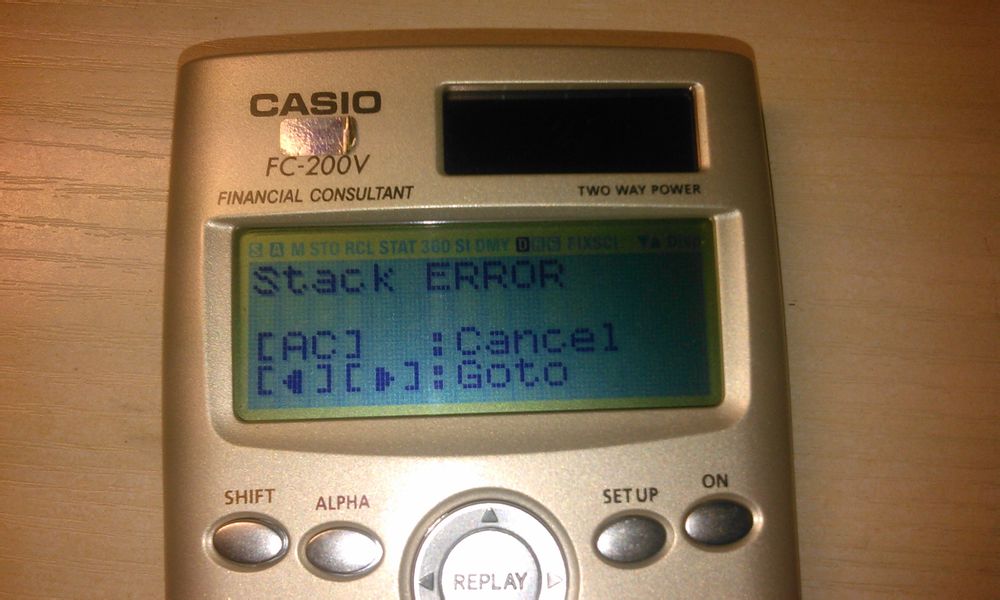 CASIO
FC-200V
FINANCIAL CONSULTANT
TWO WAY POWER
S A M STO RCL STAT 360 SI DMY D FIXSCI ▼▲ Disp
Stack ERROR
[AC] :Cancel
[◀][▶]:Goto
SHIFT
ALPHA
SETUP
ON
REPLAY